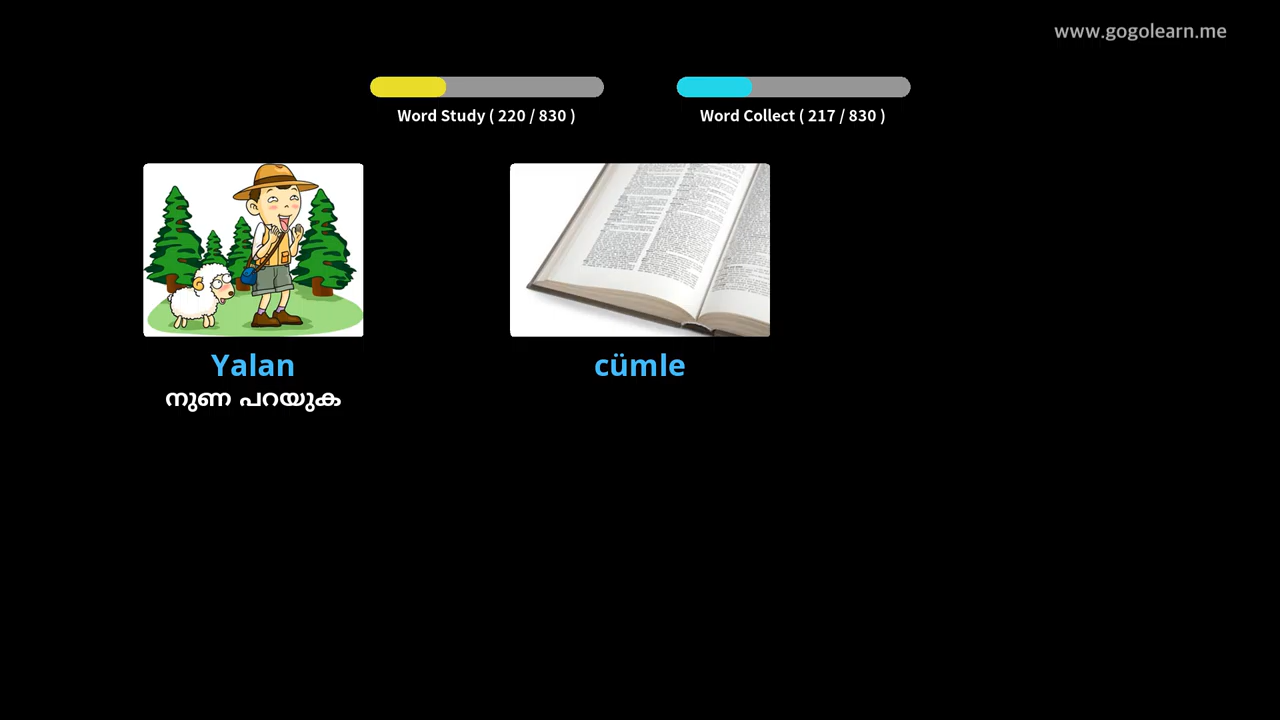 www.gogolearn.me
Word Study ( 220 / 830 )
Word Collect ( 217 / 830 )
Yalan
നുണ പറയുക
cümle